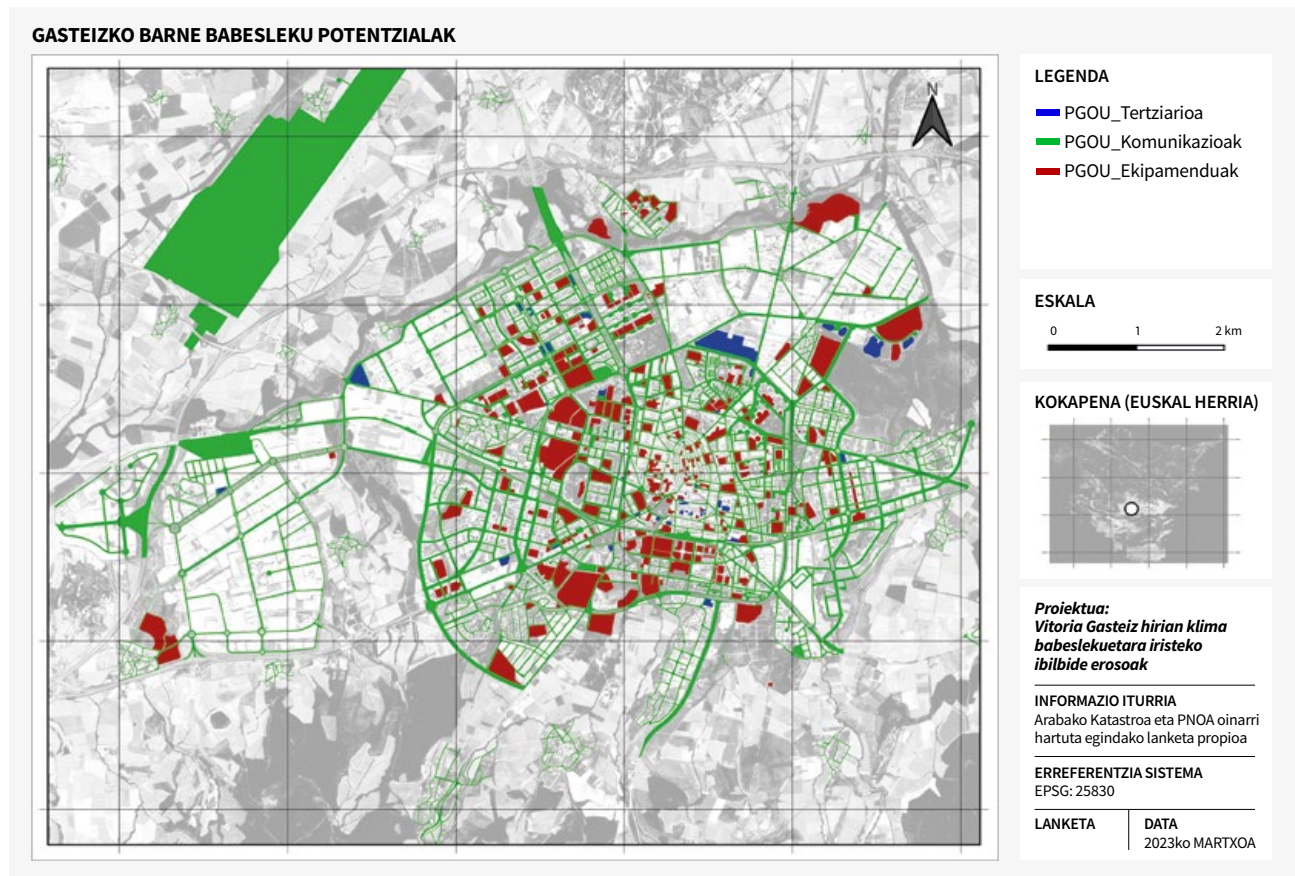 GASTEIZKO BARNE BABESLEKU POTENTZIALAK
N
LEGENDA
PGOU_Tertziarioa
PGOU_Komunikazioak
PGOU_Ekipamenduak
ESKALA
0 1 2 km
KOKAPENA (EUSKAL HERRIA)
Proiektua:
Vitoria Gasteiz hirian klima
babeslekuetara iristeko
ibilbide erosoak
INFORMAZIO ITURRIA
Arabako Katastroa eta PNOA oinarri
hartuta egindako lanketa propioa
ERREFERENTZIA SISTEMA
EPSG: 25830
LANKETA
DATA
2023ko MARTXOA